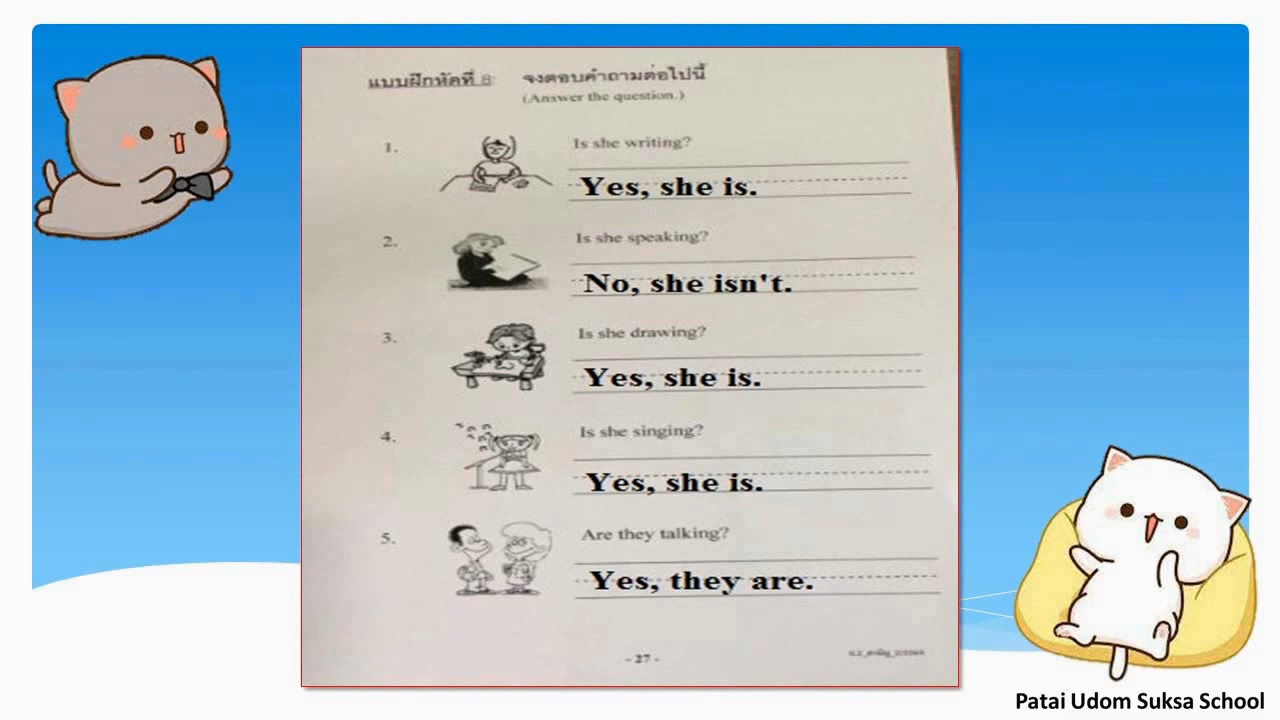 แบบฝึกหัดที่ 8: จงตอบคำถามต่อไปนี้
(Answer the question.)
1. Is she writing?
Yes, she is.
2. Is she speaking?
No, she isn't.
3. Is she drawing?
Yes, she is.
4. Is she singing?
Yes, she is.
5. Are they talking?
Yes, they are.
- 27 -
Patai Udom Suksa School